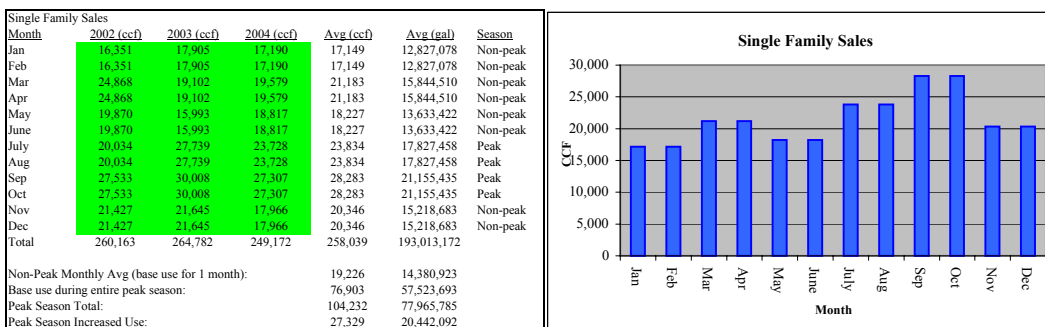 Single Family Sales
Month 2002 (ccf) 2003 (ccf) 2004 (ccf) Avg (ccf) Avg (gal) Season
Jan 16,351 17,905 17,190 17,149 12,827,078 Non-peak
Feb 16,351 17,905 17,190 17,149 12,827,078 Non-peak
Mar 24,868 19,102 19,579 21,183 15,844,510 Non-peak
Apr 24,868 19,102 19,579 21,183 15,844,510 Non-peak
May 19,870 15,993 18,817 18,227 13,633,422 Non-peak
June 19,870 15,993 18,817 18,227 13,633,422 Non-peak
July 20,034 27,739 23,728 23,834 17,827,458 Peak
Aug 20,034 27,739 23,728 23,834 17,827,458 Peak
Sep 27,533 30,008 27,307 28,283 21,155,435 Peak
Oct 27,533 30,008 27,307 28,283 21,155,435 Peak
Nov 21,427 21,645 17,966 20,346 15,218,683 Non-peak
Dec 21,427 21,645 17,966 20,346 15,218,683 Non-peak
Total 260,163 264,782 249,172 258,039 193,013,172
Non-Peak Monthly Avg (base use for 1 month): 19,226 14,380,923
Base use during entire peak season: 76,903 57,523,693
Peak Season Total: 104,232 77,965,785
Peak Season Increased Use: 27,329 20,442,092
Single Family Sales
30,000
25,000
20,000
15,000
10,000
5,000
0
CCF
Jan Feb Mar Apr May June July Aug Sep Oct Nov Dec
Month